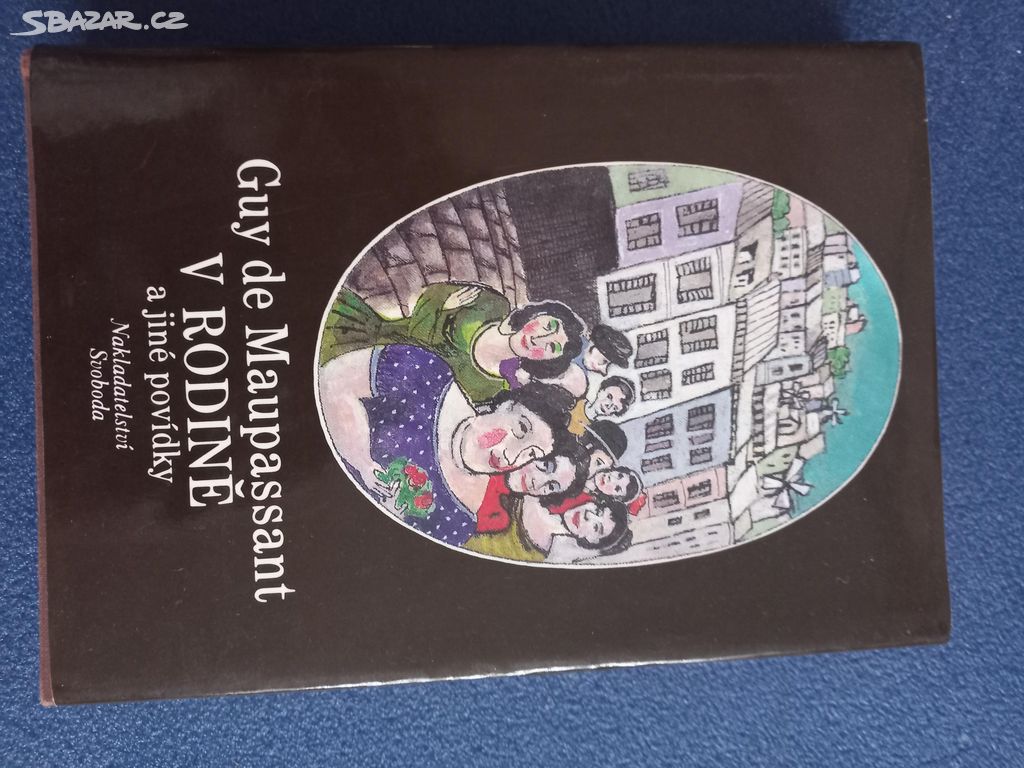 SBAZAR.CZ
Guy de Maupassant
V RODINĚ
a jiné povídky
Nakladatelství
Svoboda